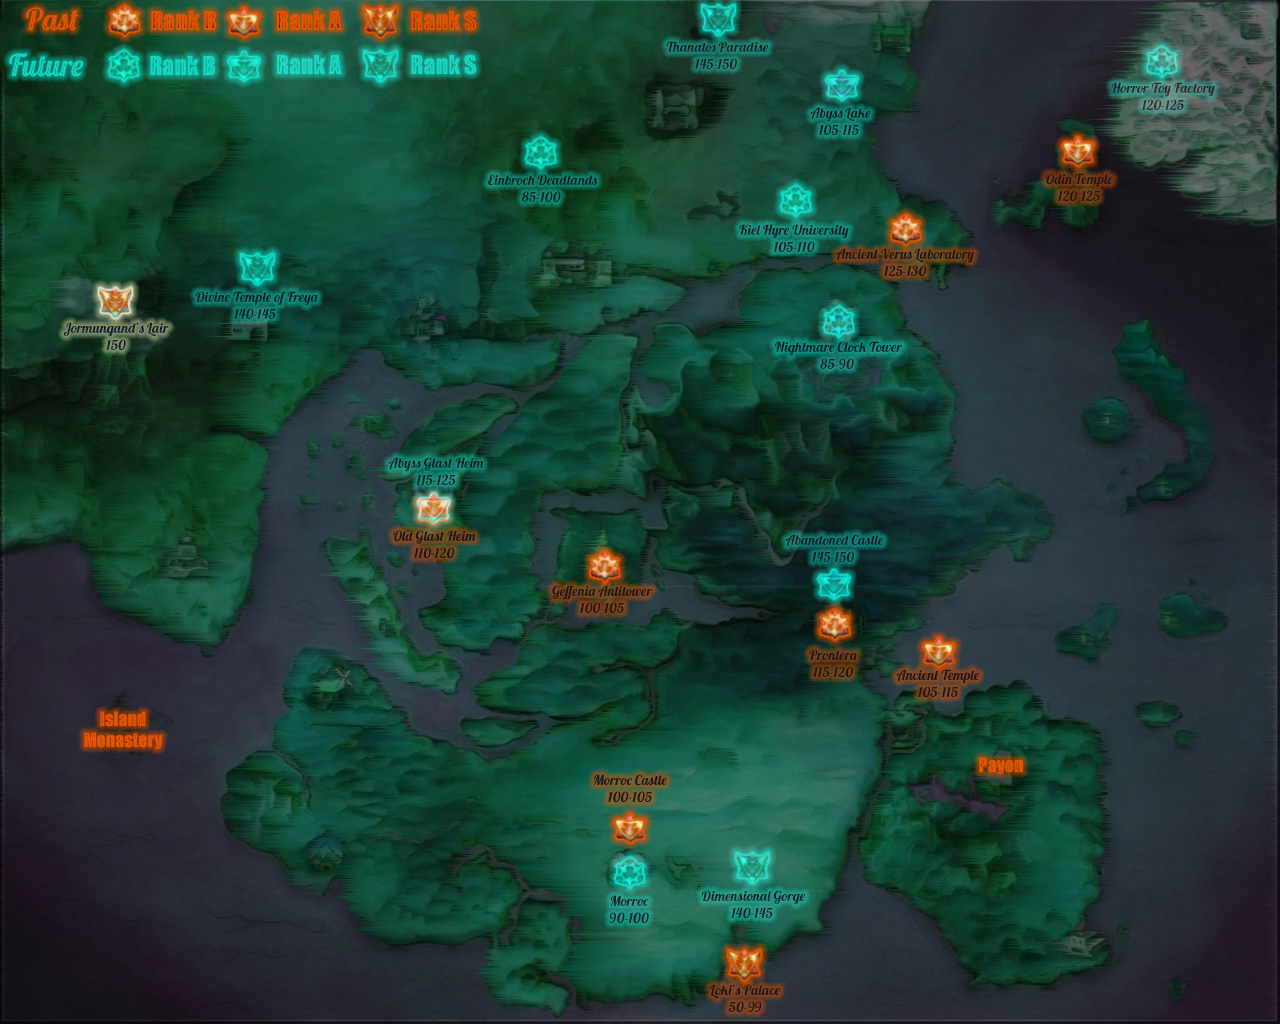 Past Rank B Rank A Rank S
Future Rank B Rank A Rank S
Thanatos Paradise
145-150
Horror Toy Factory
120-125
Abyss Lake
105-115
Einbroch Deadlands
85-100
Odin Temple
120-125
Kiel Hyre University
105-110
Ancient Verus Laboratory
125-130
Divine Temple of Freya
140-145
Jormungand's Lair
150
Nightmare Clock Tower
85-90
Abyss Glast Heim
115-125
Old Glast Heim
110-120
Abandoned Castle
145-150
Geffenia Antitower
100-105
Prontera
115-120
Ancient Temple
105-115
Island
Monastery
Payon
Morroc Castle
100-105
Morroc
90-100
Dimensional Gorge
140-145
Loki's Palace
50-99